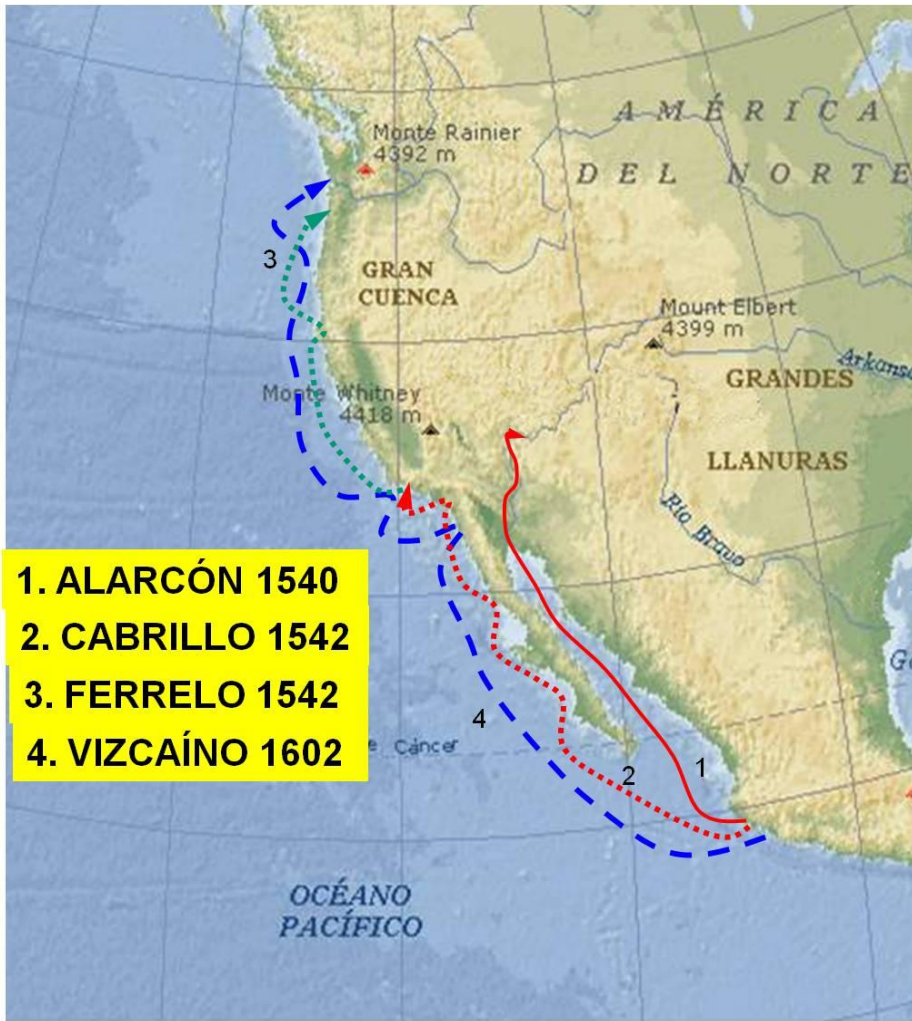 AMÉRICA
DEL NORTE
Monte Rainier
4392 m
3
GRAN
CUENCA
Mount Elbert
4399 m
Arkansa
GRANDES
Monte Whitney
4418 m
LLANURAS
Río Bravo
1. ALARCÓN 1540
2. CABRILLO 1542
3. FERRELO 1542
4. VIZCAÍNO 1602
Go
4
e Cáncer
2
1
OCÉANO
PACÍFICO